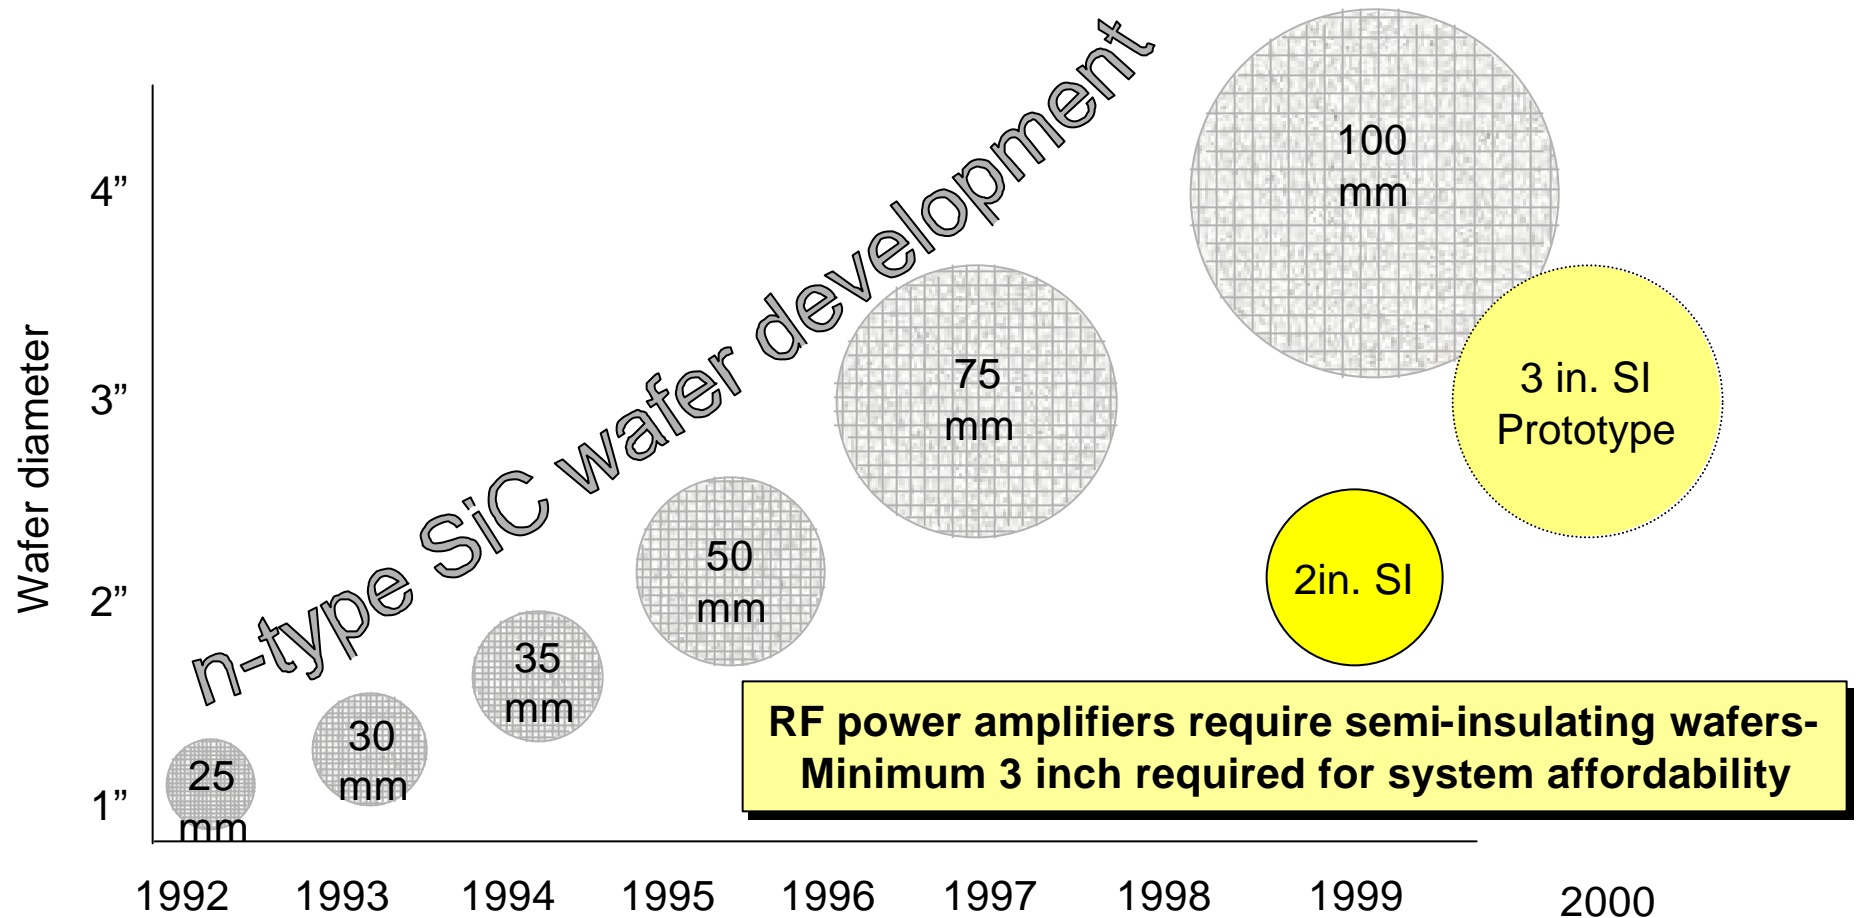 n-type SiC wafer development
Wafer diameter
4”
3”
2”
1”
25
mm
30
mm
35
mm
50
mm
75
mm
100
mm
2in. SI
3 in. SI
Prototype
RF power amplifiers require semi-insulating wafers-
Minimum 3 inch required for system affordability
1992 1993 1994 1995 1996 1997 1998 1999 2000